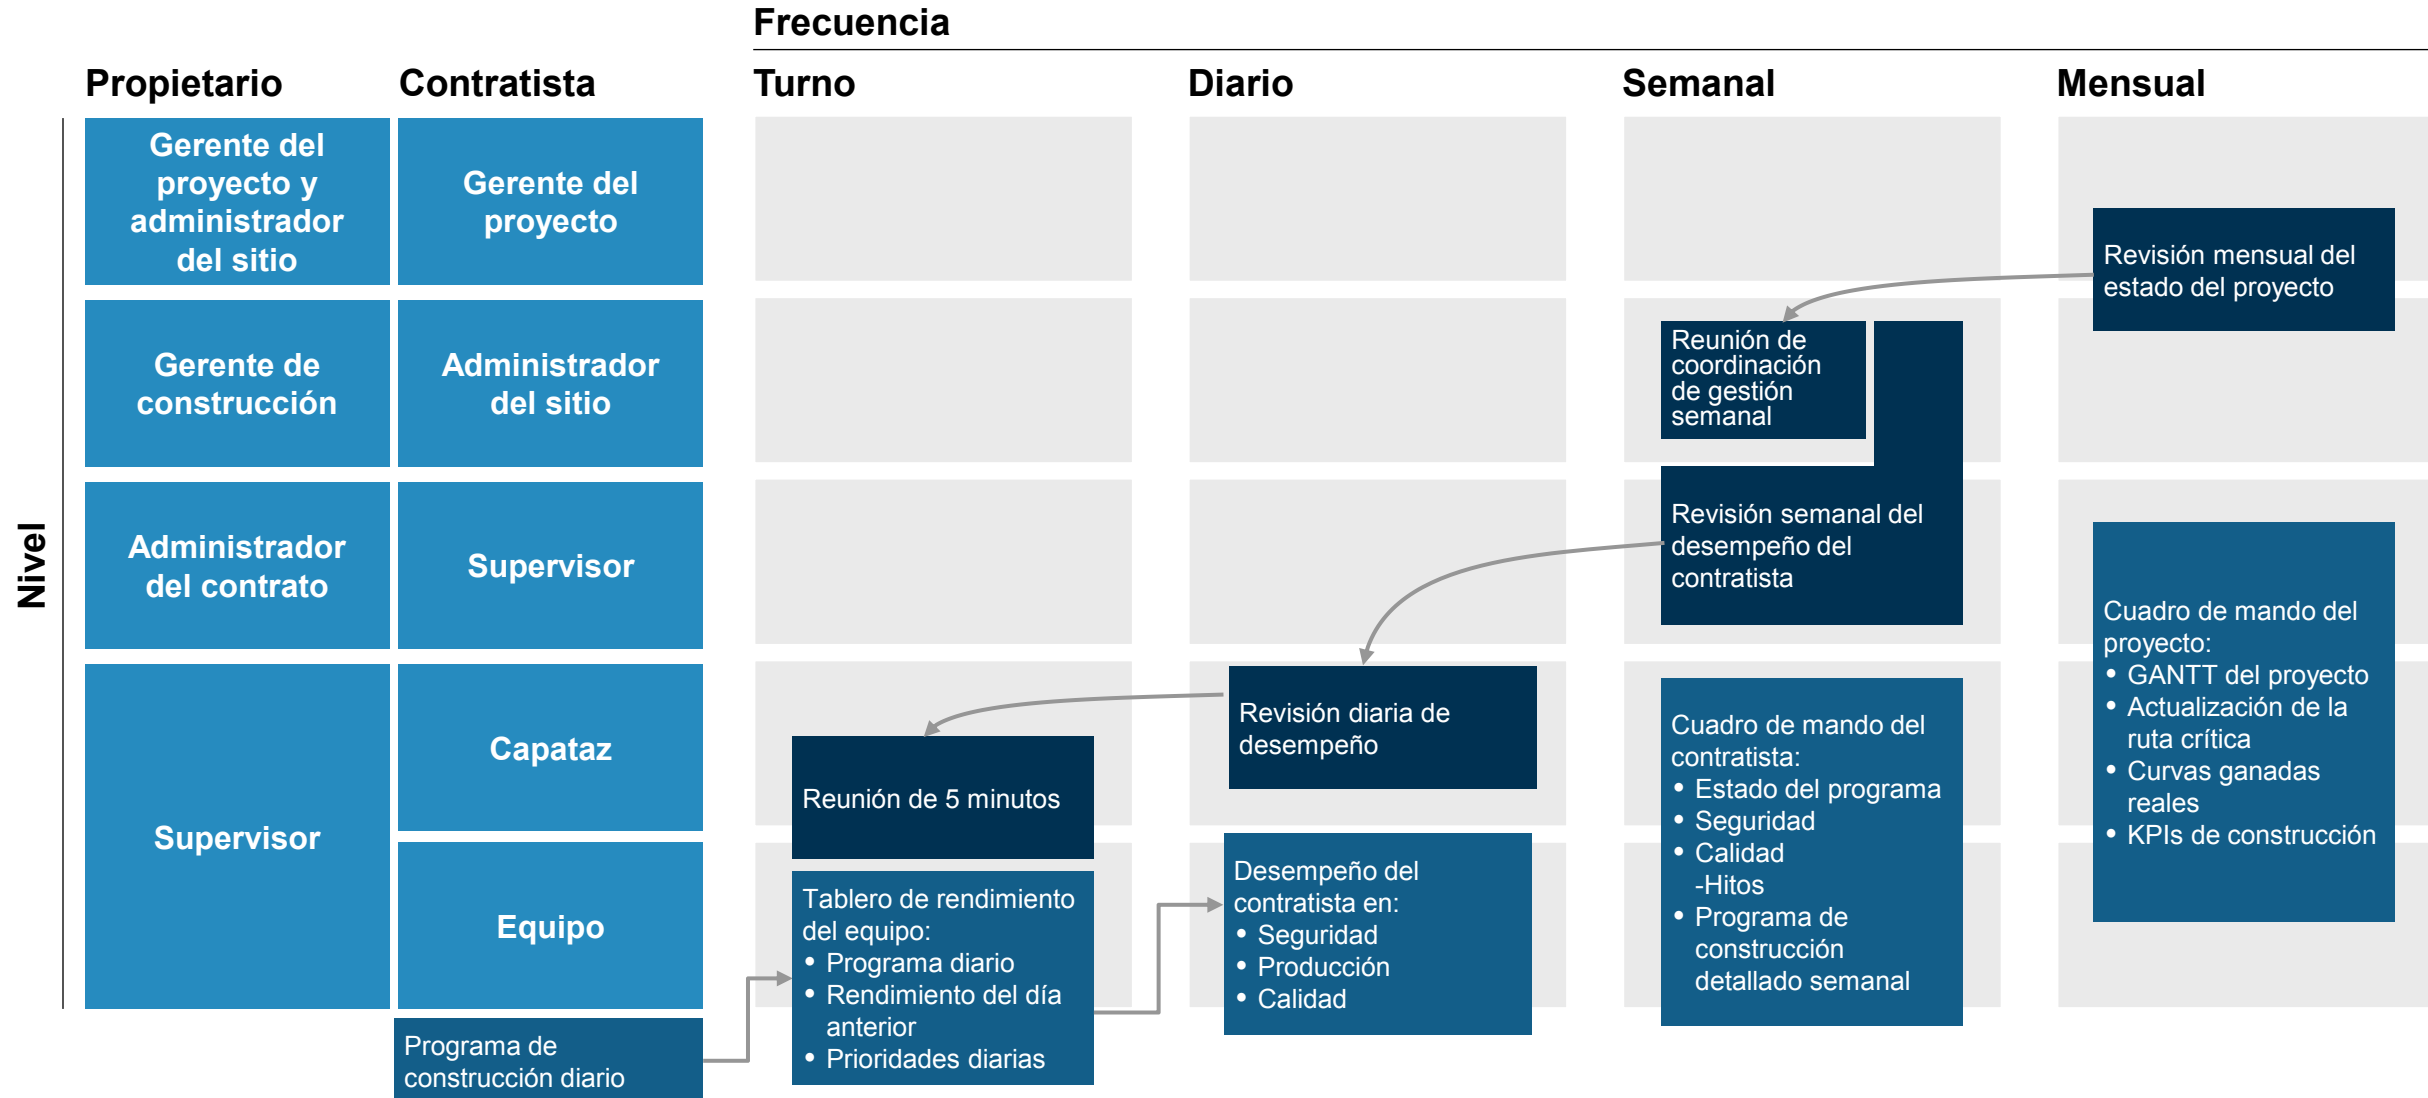 Frecuencia
Propietario
Contratista
Turno
Diario
Semanal
Mensual
Nivel
Gerente del
proyecto y
administrador
del sitio
Gerente del
proyecto
Gerente de
construcción
Administrador
del sitio
Administrador
del contrato
Supervisor
Supervisor
Capataz
Equipo
Programa de
construcción diario
Reunión de 5 minutos
Tablero de rendimiento
del equipo:
• Programa diario
• Rendimiento del día
anterior
• Prioridades diarias
Revisión diaria de
desempeño
Desempeño del
contratista en:
• Seguridad
• Producción
• Calidad
Reunión de
coordinación
de gestión
semanal
Revisión semanal del
desempeño del
contratista
Cuadro de mando del
contratista:
• Estado del programa
• Seguridad
• Calidad
-Hitos
• Programa de
construcción
detallado semanal
Revisión mensual del
estado del proyecto
Cuadro de mando del
proyecto:
• GANTT del proyecto
• Actualización de la
ruta crítica
• Curvas ganadas
reales
• KPIs de construcción